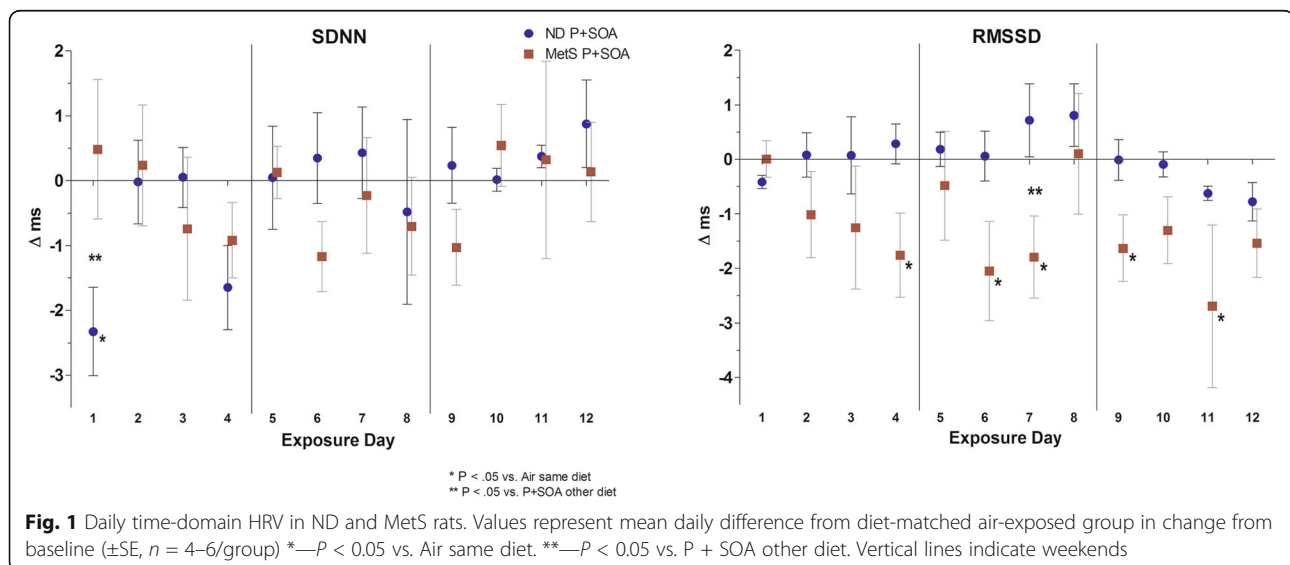 SDNN
ND P+SOA
MetS P+SOA
RMSSD
2
1
0
-1
-2
-3
Δ ms
**
*
1 2 3 4 5 6 7 8 9 10 11 12
Exposure Day
2
1
0
-1
-2
-3
-4
Δ ms
**
*
*
*
*
*
1 2 3 4 5 6 7 8 9 10 11 12
Exposure Day
* P < .05 vs. Air same diet
** P < .05 vs. P+SOA other diet
Fig. 1 Daily time-domain HRV in ND and MetS rats. Values represent mean daily difference from diet-matched air-exposed group in change from
baseline (±SE, n = 4–6/group) *—P < 0.05 vs. Air same diet. **—P < 0.05 vs. P + SOA other diet. Vertical lines indicate weekends